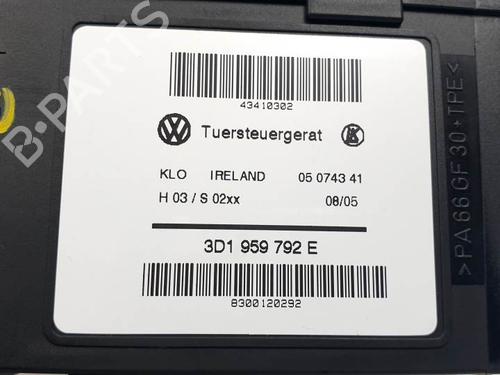 43410302
Tuersteuergerat
KLO IRELAND 05 0743 41
H 03 / S 02xx 08/05
3D1 959 792 E
8300120292
>PA 66 GF 30+TPE<
B-PARTS